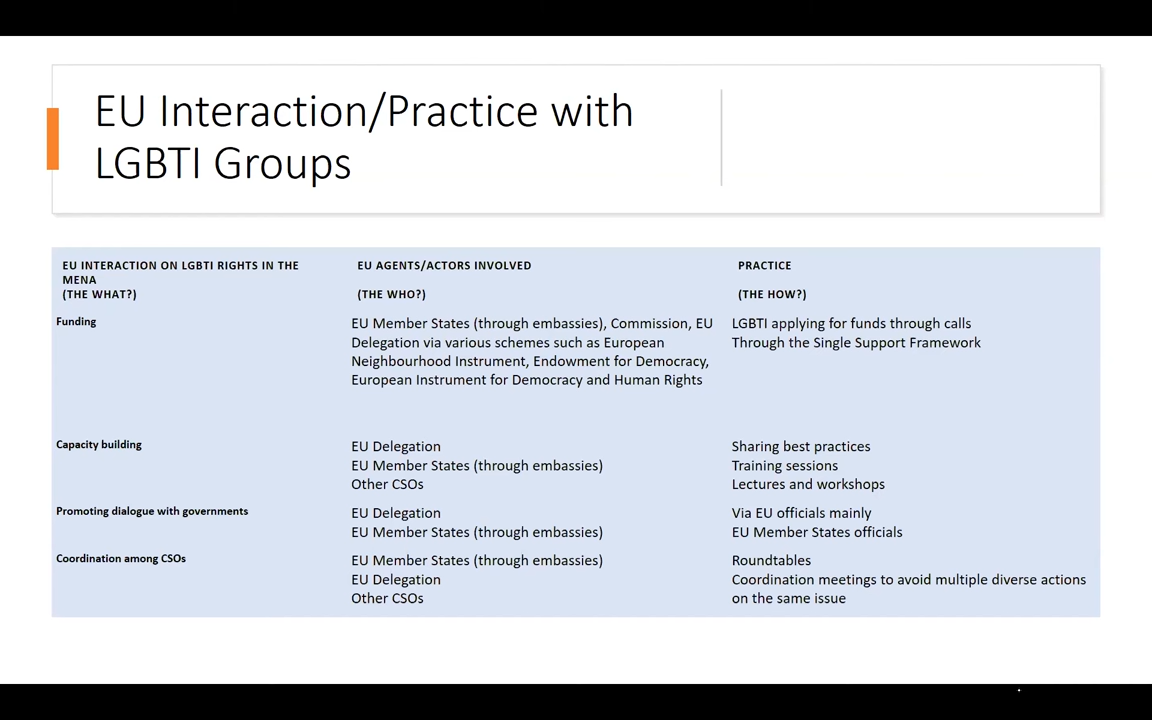 EU Interaction/Practice with
LGBTI Groups
EU INTERACTION ON LGBTI RIGHTS IN THE
MENA
(THE WHAT?)
EU AGENTS/ACTORS INVOLVED
(THE WHO?)
PRACTICE
(THE HOW?)
Funding
EU Member States (through embassies), Commission, EU
Delegation via various schemes such as European
Neighbourhood Instrument, Endowment for Democracy,
European Instrument for Democracy and Human Rights
LGBTI applying for funds through calls
Through the Single Support Framework
Capacity building
EU Delegation
EU Member States (through embassies)
Other CSOs
Sharing best practices
Training sessions
Lectures and workshops
Promoting dialogue with governments
EU Delegation
EU Member States (through embassies)
Via EU officials mainly
EU Member States officials
Coordination among CSOs
EU Member States (through embassies)
EU Delegation
Other CSOs
Roundtables
Coordination meetings to avoid multiple diverse actions
on the same issue